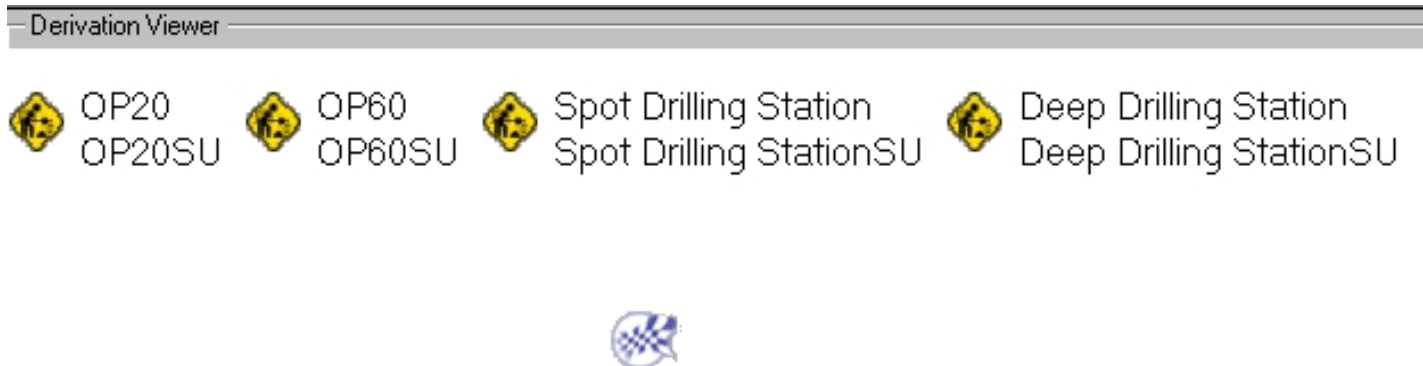 Derivation Viewer
OP20 OP60 Spot Drilling Station Deep Drilling Station
OP20SU OP60SU Spot Drilling StationSU Deep Drilling StationSU